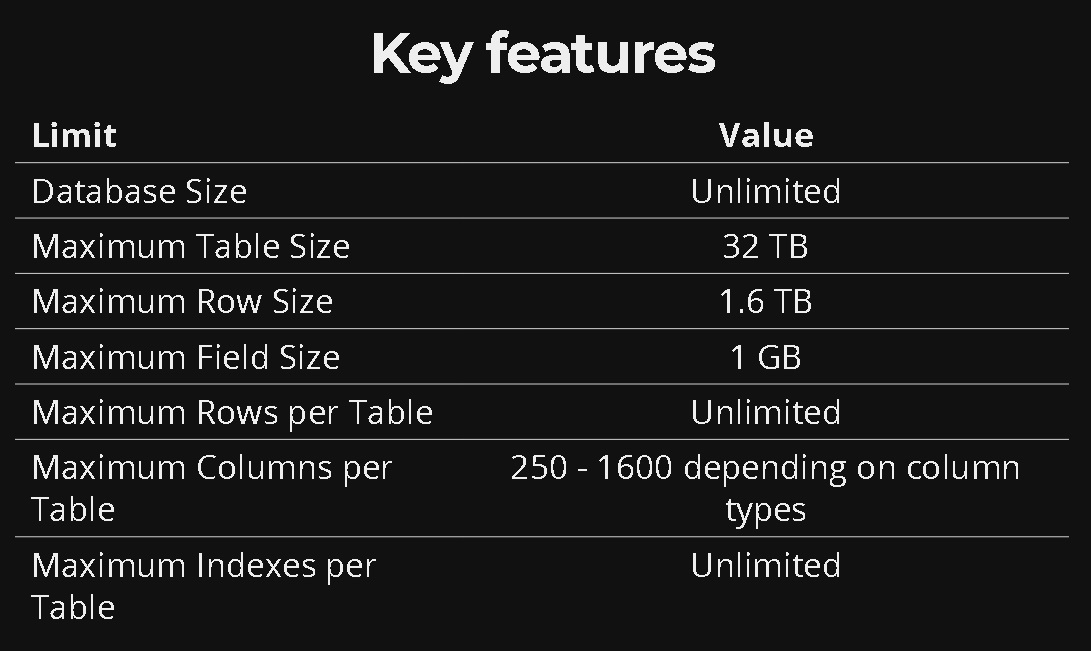 Key features
Limit Value
Database Size Unlimited
Maximum Table Size 32 TB
Maximum Row Size 1.6 TB
Maximum Field Size 1 GB
Maximum Rows per Table Unlimited
Maximum Columns per 250 - 1600 depending on column
Table types
Maximum Indexes per Unlimited
Table